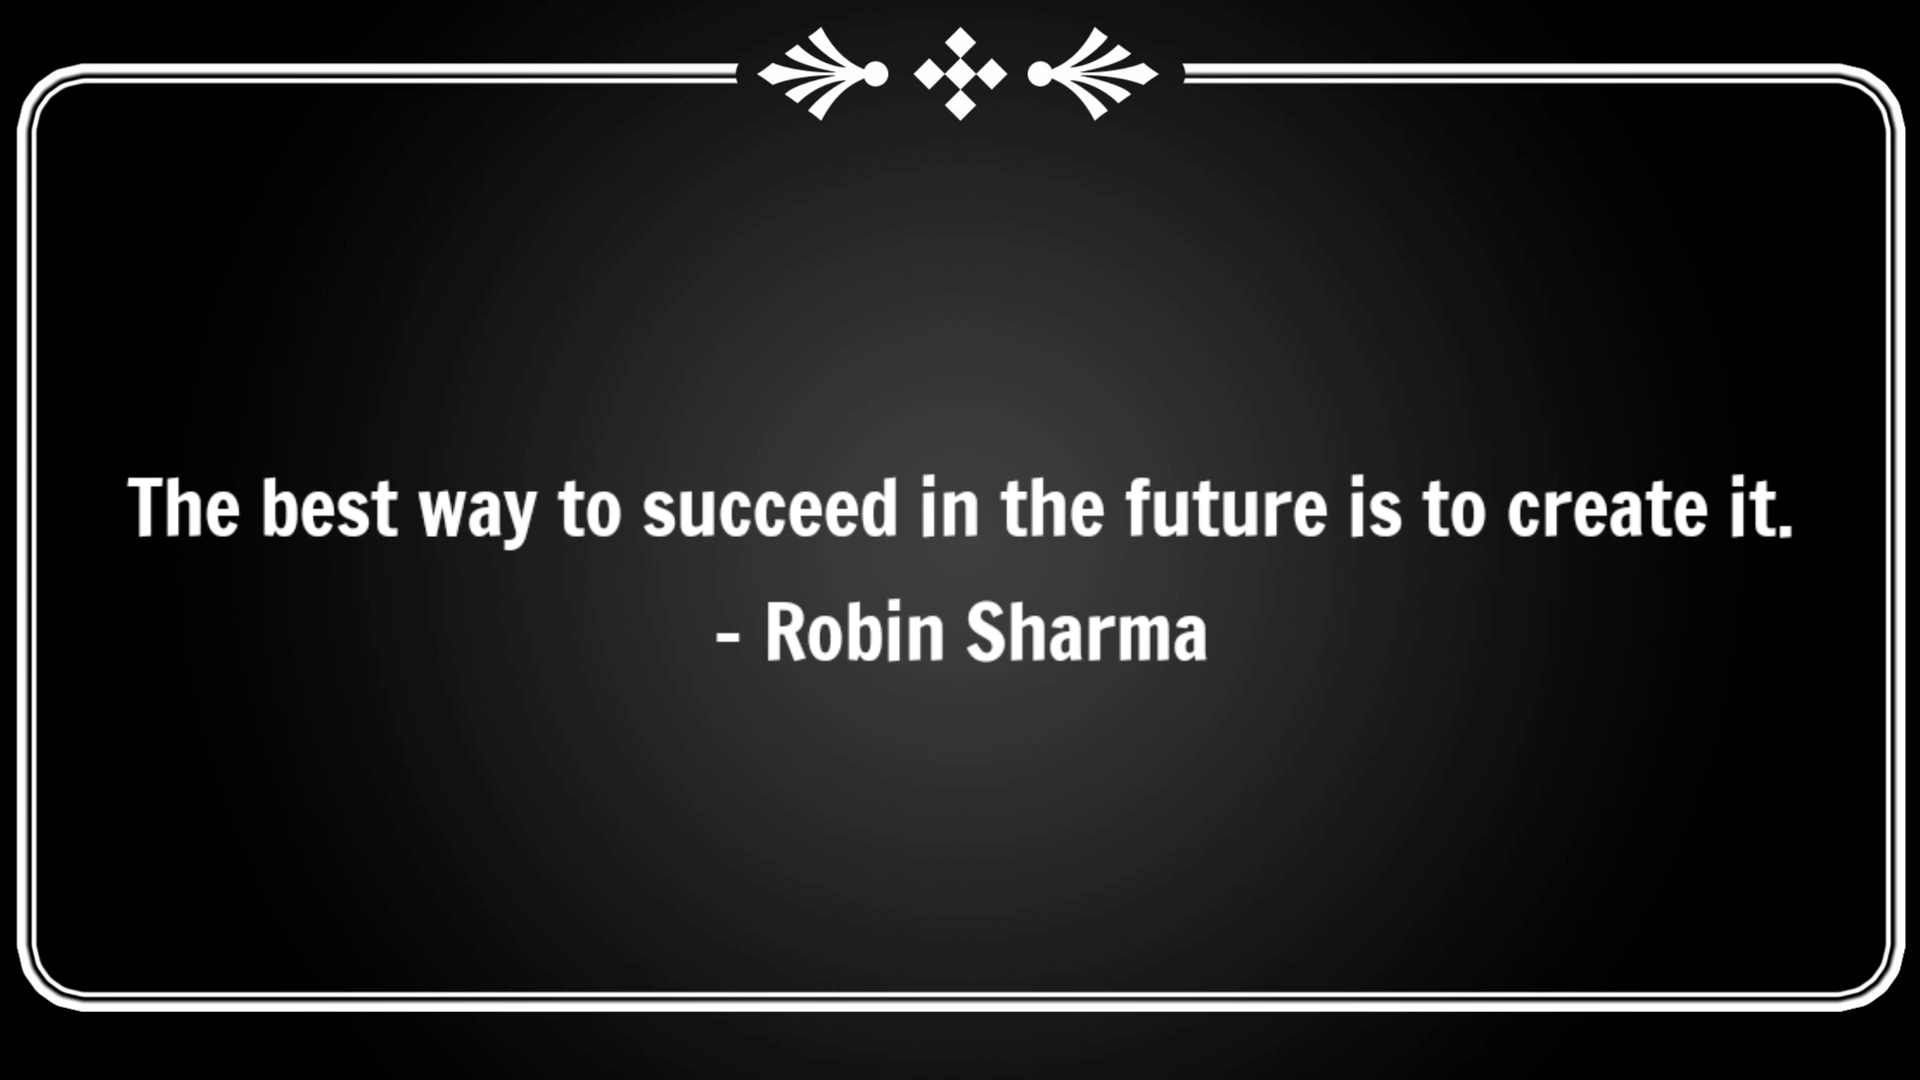 The best way to succeed in the future is to create it.
- Robin Sharma